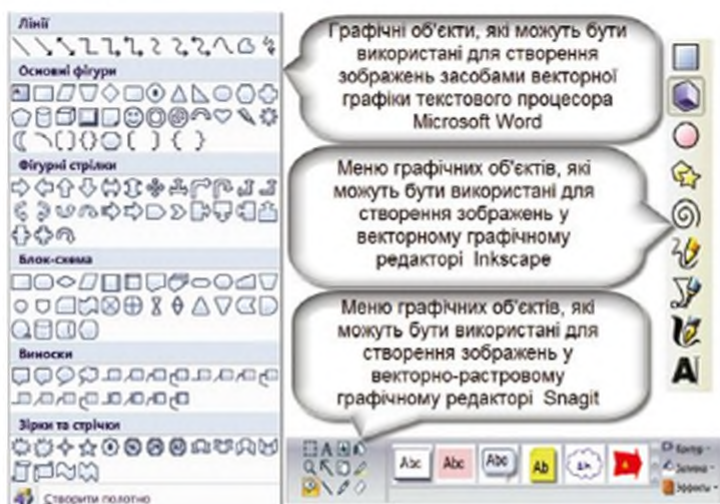 Лінії
Основні фігури
Фігурні стрілки
Блок-схема
Виноски
Зірки та стрічки
Створити полотно
Графічні об'єкти, які можуть бути
використані для створення
зображень засобами векторної
графіки текстового процесора
Microsoft Word
Меню графічних об'єктів, які
можуть бути використані для
створення зображень у
векторному графічному
редакторі Inkscape
Меню графічних об'єктів, які
можуть бути використані для
створення зображень у
векторно-растровому
графічному редакторі Snagit
A
A
Abc
Abc
Abc
Ab